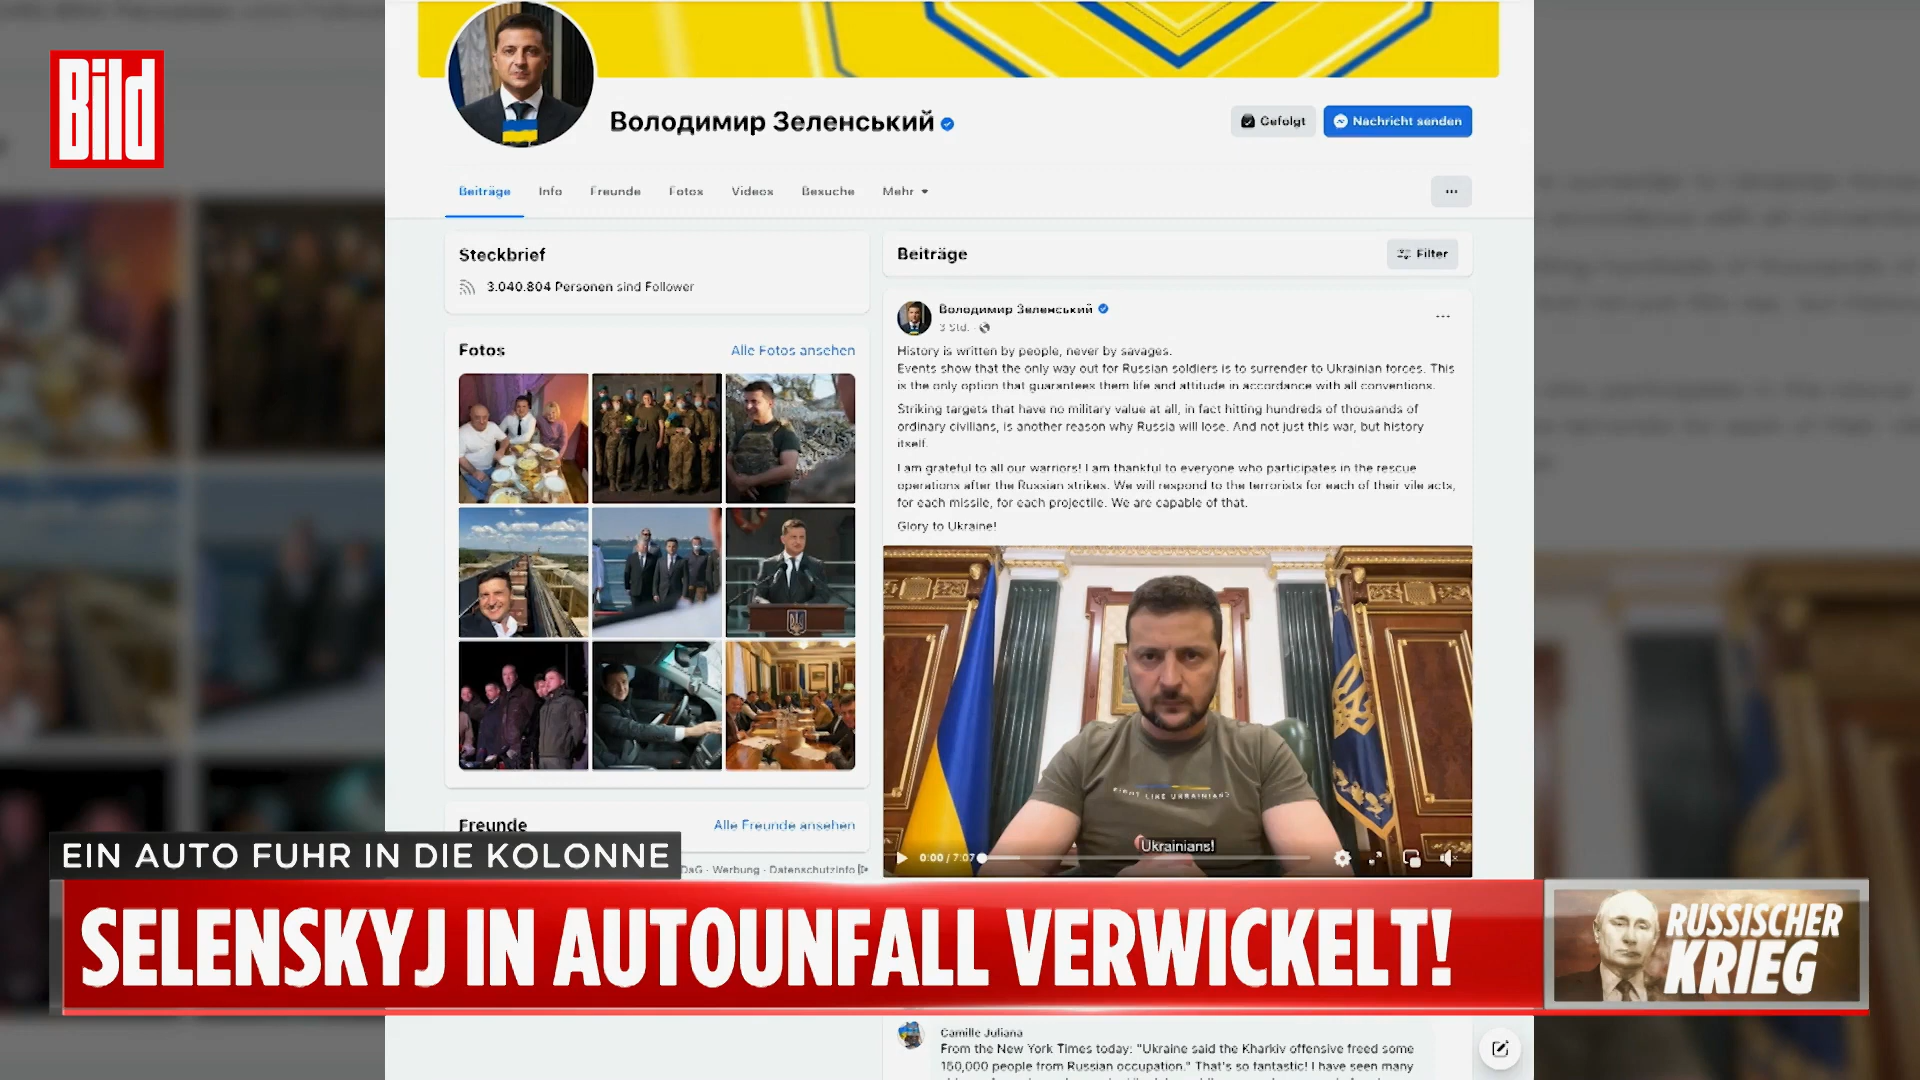 Bild
Володимир Зеленський
Gefolgt
Nachricht senden
Beiträge
Info
Freunde
Fotos
Videos
Besuche
Mehr
Steckbrief
3.040.804 Personen sind Follower
Fotos
Alle Fotos ansehen
Freunde
Alle Freunde ansehen
Werbung · Datenschutzinfo
Beiträge
Filter
Володимир Зеленський
3 Std.
History is written by people, never by savages.
Events show that the only way out for Russian soldiers is to surrender to Ukrainian forces. This
is the only option that guarantees them life and attitude in accordance with all conventions.
Striking targets that have no military value at all, in fact hitting hundreds of thousands of
ordinary civilians, is another reason why Russia will lose. And not just this war, but history
itself.
I am grateful to all our warriors! I am thankful to everyone who participates in the rescue
operations after the Russian strikes. We will respond to the terrorists for each of their vile acts,
for each missile, for each projectile. We are capable of that.
Glory to Ukraine!
FIGHT LIKE UKRAINIANS
Ukrainians!
0:00 / 7:07
EIN AUTO FUHR IN DIE KOLONNE
SELENSKYJ IN AUTOUNFALL VERWICKELT!
RUSSISCHER
KRIEG
Camille Juliana
From the New York Times today: "Ukraine said the Kharkiv offensive freed some
150,000 people from Russian occupation." That's so fantastic! I have seen many